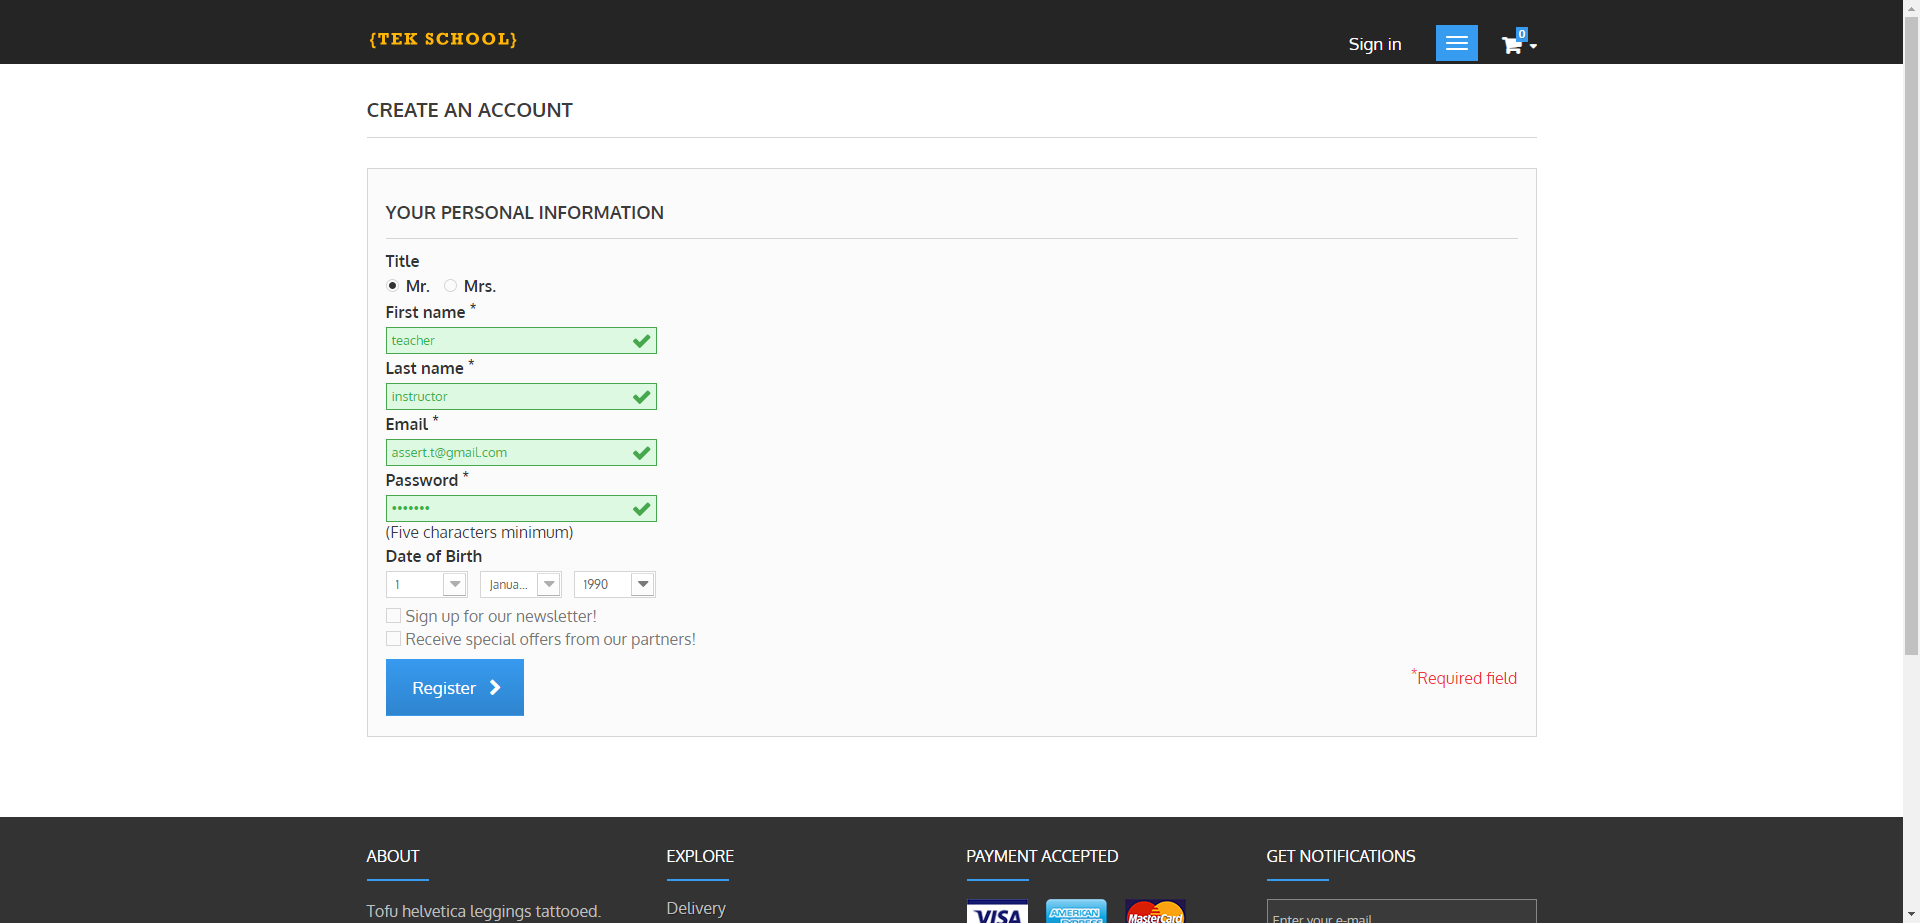 {TEK SCHOOL}
Sign in
0
CREATE AN ACCOUNT
YOUR PERSONAL INFORMATION
Title
Mr. Mrs.
First name *
teacher
Last name *
instructor
Email *
assert.t@gmail.com
Password *
•••••••
(Five characters minimum)
Date of Birth
1 Janua... 1990
Sign up for our newsletter!
Receive special offers from our partners!
Register
*Required field
ABOUT
Tofu helvetica leggings tattooed.
EXPLORE
Delivery
PAYMENT ACCEPTED
VISA
AMERICAN EXPRESS
MasterCard
GET NOTIFICATIONS
Enter your e-mail